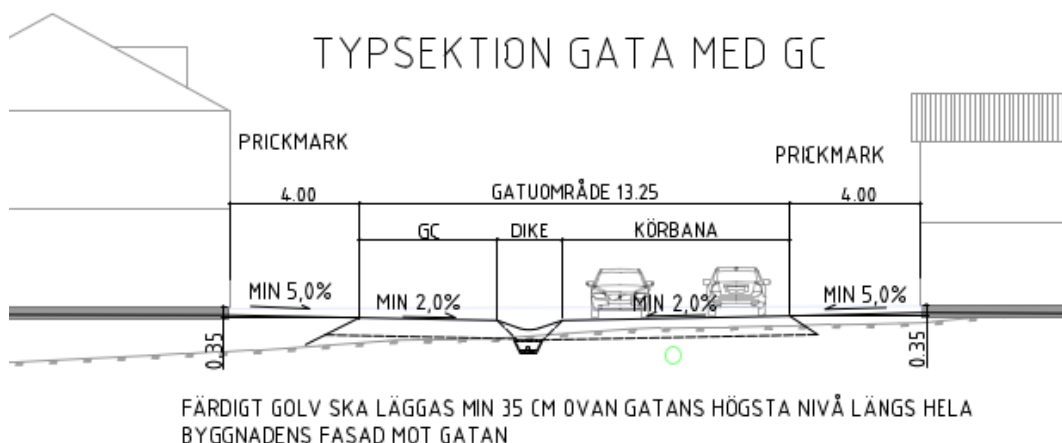 TYPSEKTION GATA MED GC
PRICKMARK
PRICKMARK
4.00
GATUOMRÅDE 13.25
4.00
GC
DIKE
KÖRBANA
MIN 5,0%
MIN 2,0%
MIN 2,0%
MIN 5,0%
0.35
0.35
FÄRDIGT GOLV SKA LÄGGAS MIN 35 CM OVAN GATANS HÖGSTA NIVÅ LÄNGS HELA
BYGGNADENS FASAD MOT GATAN